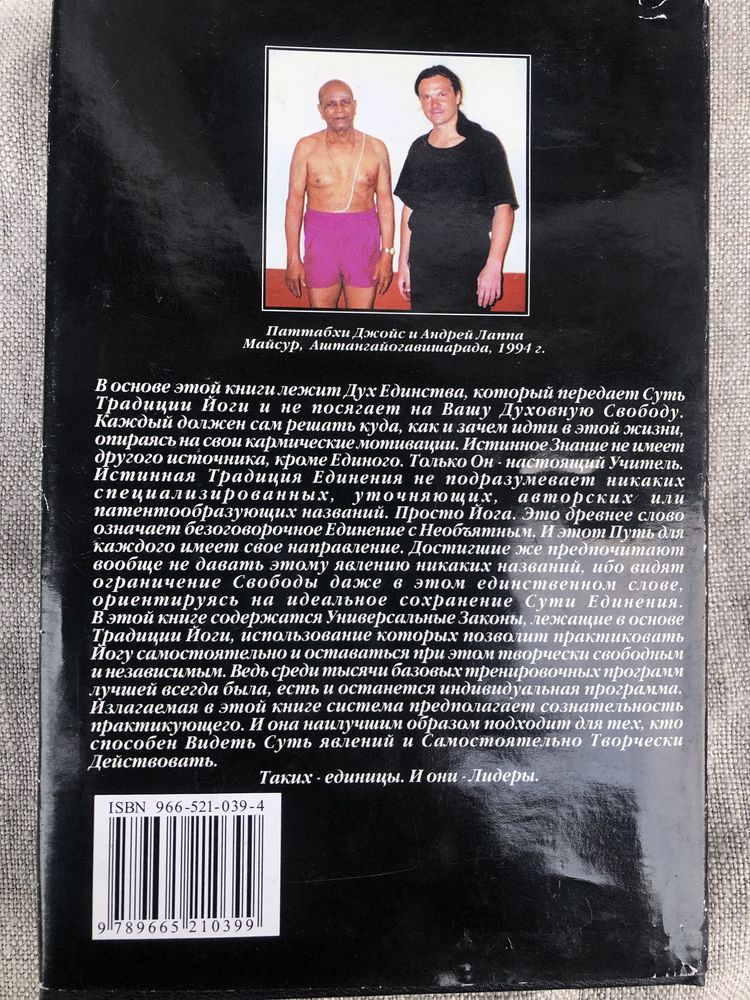 Паттабхи Джойс и Андрей Лаппа
Майсур, Аштангайогавишарада, 1994 г.
В основе этой книги лежит Дух Единства, который передает Суть
Традиции Йоги и не посягает на Вашу Духовную Свободу.
Каждый должен сам решать куда, как и зачем идти в этой жизни,
опираясь на свои кармические мотивации. Истинное Знание не имеет
другого источника, кроме Единого. Только Он - настоящий Учитель.
Истинная Традиция Единения не подразумевает никаких
специализированных, уточняющих, авторских или
патентообразующих названий. Просто Йога. Это древнее слово
означает безоговорочное Единение с Необъятным. И этот Путь для
каждого имеет свое направление. Достигшие же предпочитают
вообще не давать этому явлению никаких названий, ибо видят
ограничение Свободы даже в этом единственном слове,
ориентируясь на идеальное сохранение Сути Единения.
В этой книге содержатся Универсальные Законы, лежащие в основе
Традиции Йоги, использование которых позволит практиковать
Йогу самостоятельно и оставаться при этом творчески свободным
и независимым. Ведь среди тысячи базовых тренировочных программ
лучшей всегда была, есть и останется индивидуальная программа.
Излагаемая в этой книге система предполагает сознательность
практикующего. И она наилучшим образом подходит для тех, кто
способен Видеть Суть явлений и Самостоятельно Творчески
Действовать.
Таких - единицы. И они - Лидеры.
ISBN 966-521-039-4
9 789665 210399